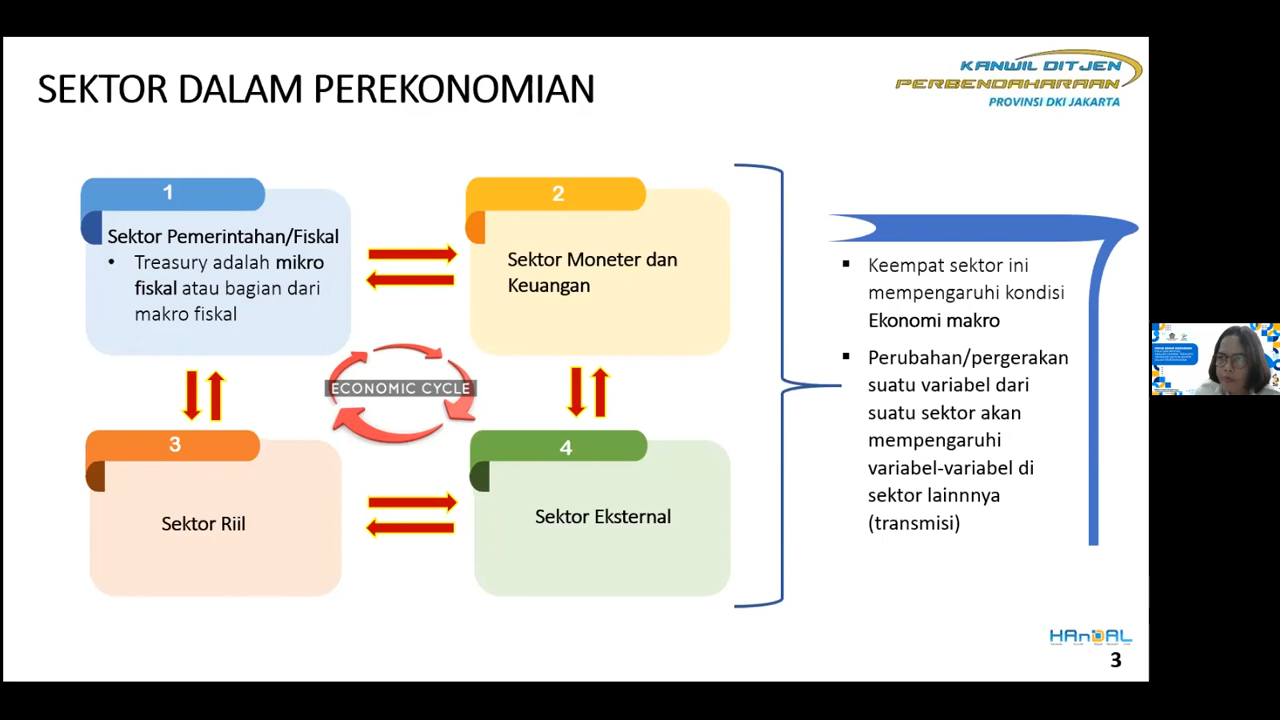 SEKTOR DALAM PEREKONOMIAN
KANWIL DITJEN
PERBENDAHARAAN
PROVINSI DKI JAKARTA
1
Sektor Pemerintahan/Fiskal
• Treasury adalah mikro
fiskal atau bagian dari
makro fiskal
2
Sektor Moneter dan
Keuangan
ECONOMIC CYCLE
3
Sektor Riil
4
Sektor Eksternal
▪ Keempat sektor ini
mempengaruhi kondisi
Ekonomi makro
▪ Perubahan/pergerakan
suatu variabel dari
suatu sektor akan
mempengaruhi
variabel-variabel di
sektor lainnnya
(transmisi)
HAnDAL
3